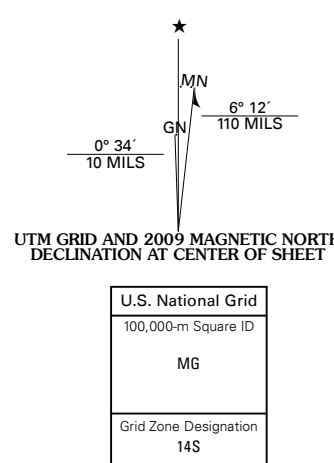 MN
6° 12´
110 MILS
GN
0° 34´
10 MILS
UTM GRID AND 2009 MAGNETIC NORTH
DECLINATION AT CENTER OF SHEET
U.S. National Grid
100,000-m Square ID
MG
Grid Zone Designation
14S